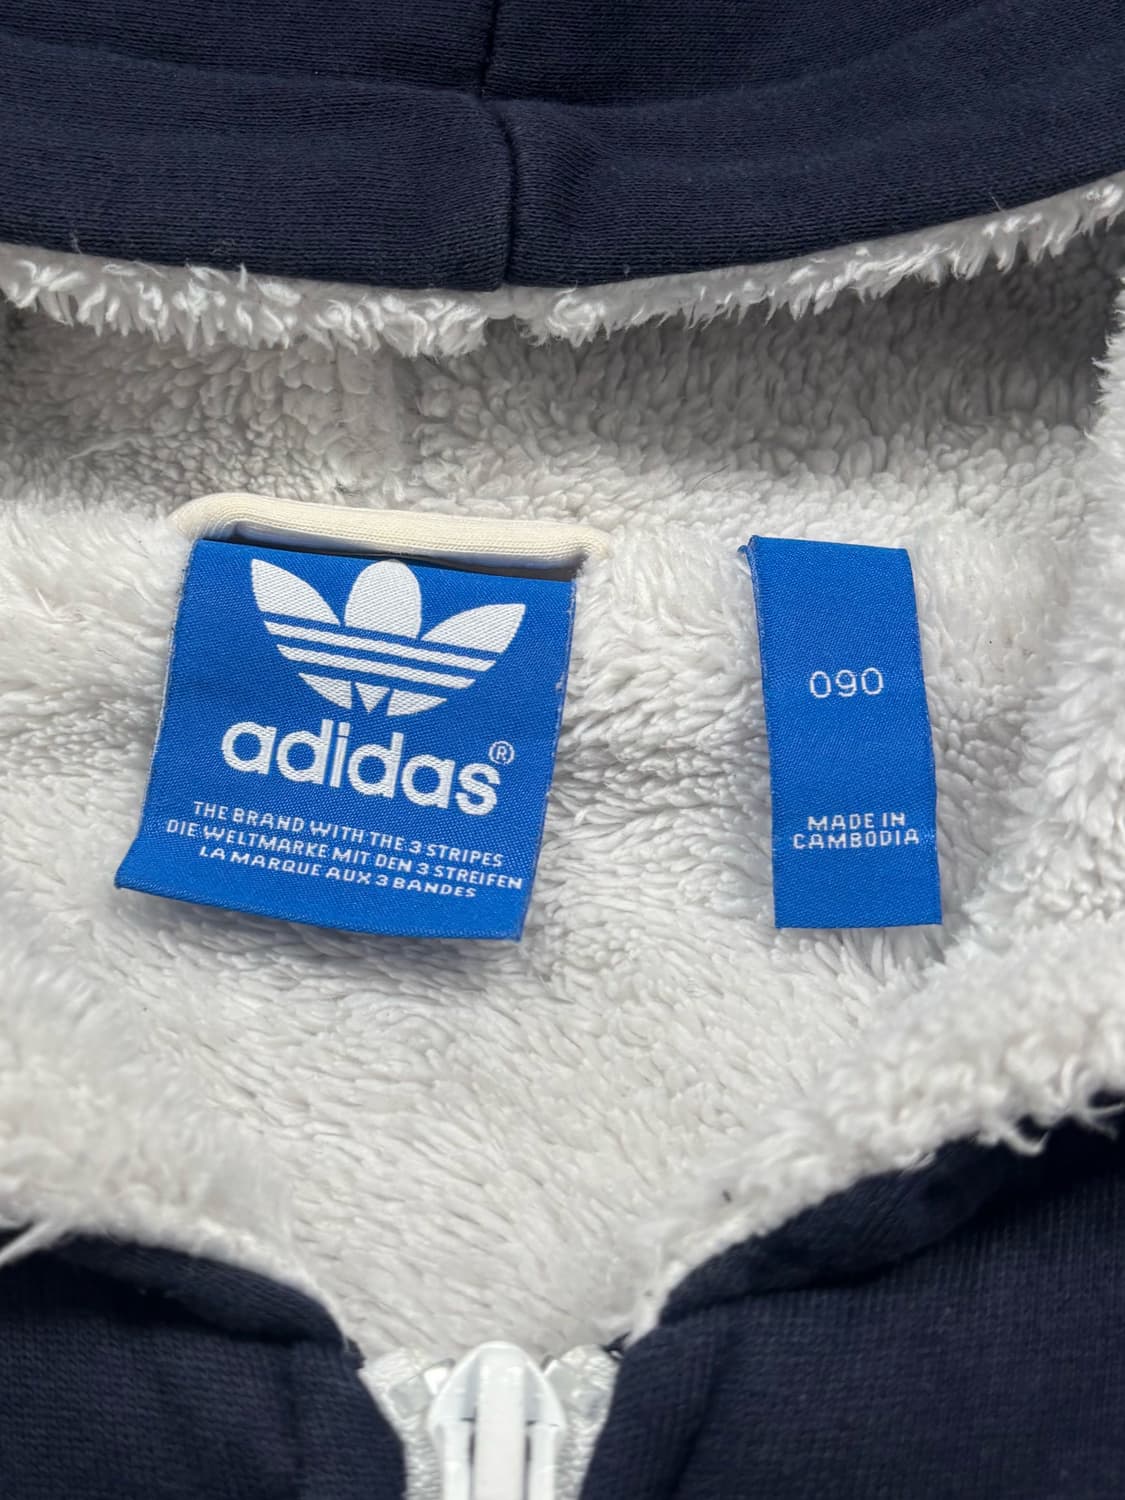 adidas®
THE BRAND WITH THE 3 STRIPES
DIE WELTMARKE MIT DEN 3 STREIFEN
LA MARQUE AUX 3 BANDES
090
MADE IN
CAMBODIA